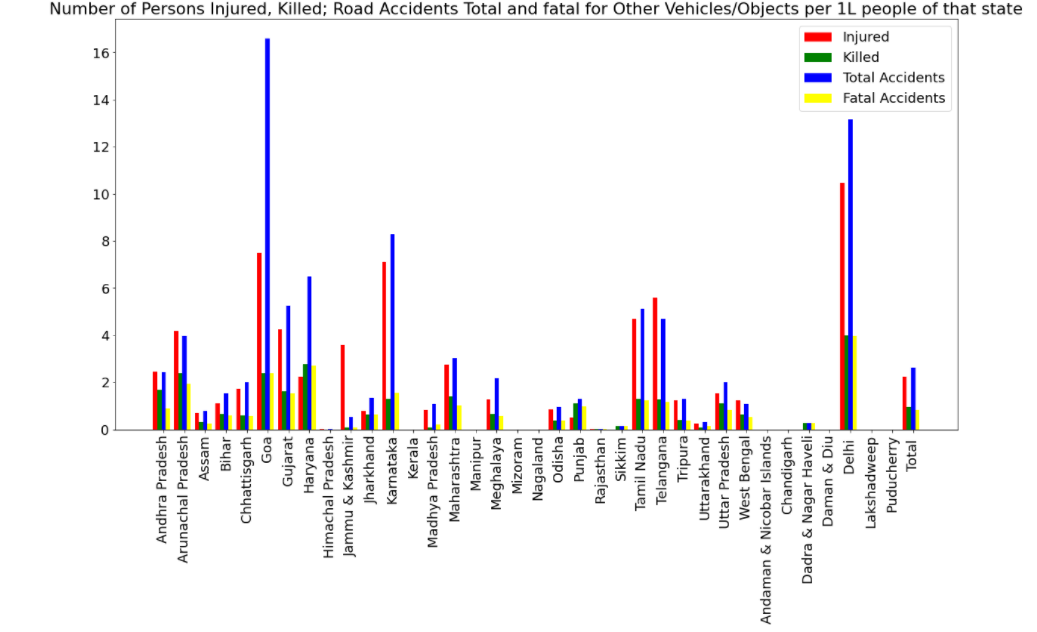 Number of Persons Injured, Killed; Road Accidents Total and fatal for Other Vehicles/Objects per 1L people of that state
Injured
Killed
Total Accidents
Fatal Accidents
16
14
12
10
8
6
4
2
0
Andhra Pradesh
Arunachal Pradesh
Assam
Bihar
Chhattisgarh
Goa
Gujarat
Haryana
Himachal Pradesh
Jammu & Kashmir
Jharkhand
Karnataka
Kerala
Madhya Pradesh
Maharashtra
Manipur
Meghalaya
Mizoram
Nagaland
Odisha
Punjab
Rajasthan
Sikkim
Tamil Nadu
Telangana
Tripura
Uttarakhand
Uttar Pradesh
West Bengal
Andaman & Nicobar Islands
Chandigarh
Dadra & Nagar Haveli
Daman & Diu
Delhi
Lakshadweep
Puducherry
Total